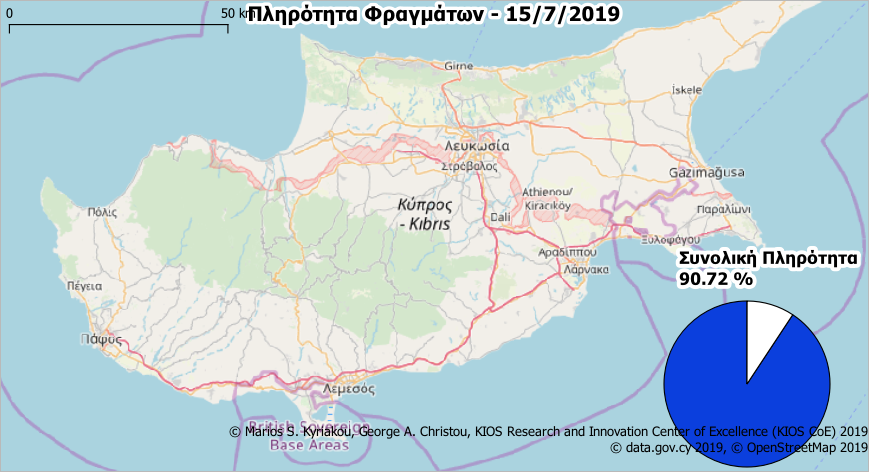 0 50 km
Πληρότητα Φραγμάτων - 15/7/2019
Girne
İskele
Λευκωσία
Στρόβολος
Gazimağusa
Athienou/
Kiracıköy
Κύπρος
- Kıbrıs
Dali
Παραλίμνι
Πόλις
Ξυλοφάγου
Αραδίππου
Λάρνακα
Συνολική Πληρότητα
90.72 %
Πέγεια
Πάφος
Λεμεσός
British Sovereign
Base Areas
© Marios S. Kyriakou, George A. Christou, KIOS Research and Innovation Center of Excellence (KIOS CoE) 2019
© data.gov.cy 2019, © OpenStreetMap 2019